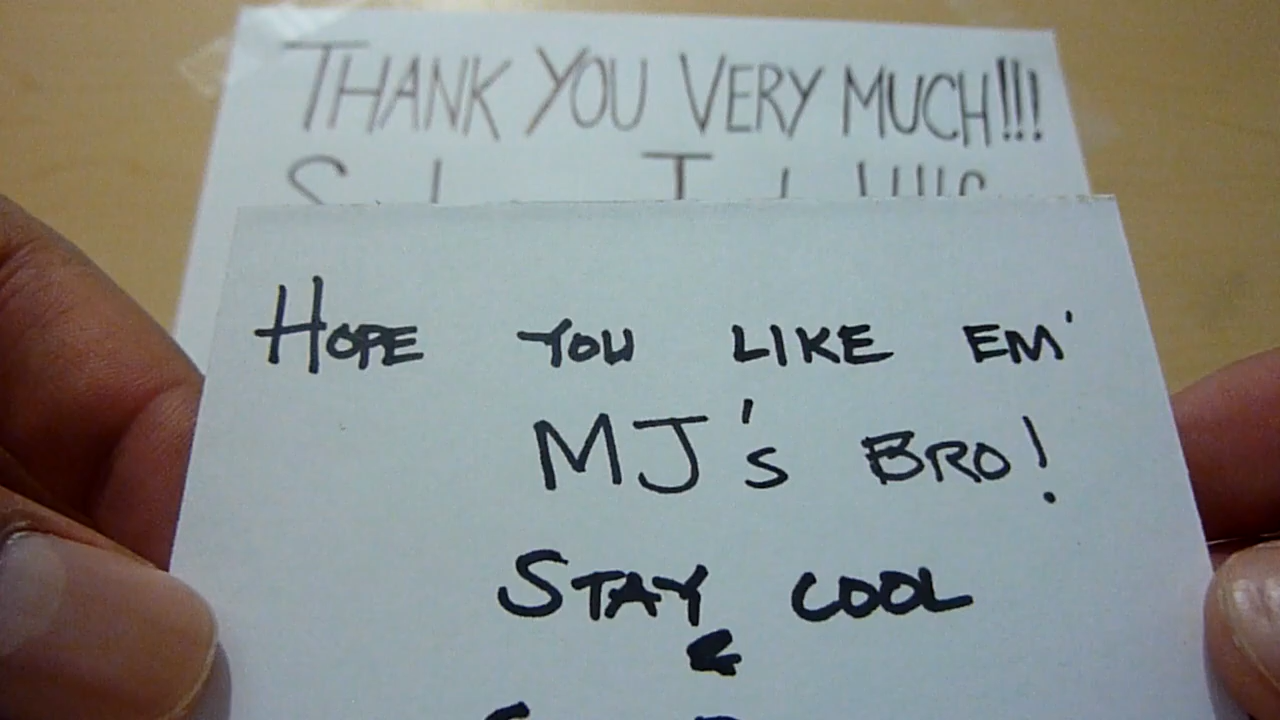 THANK YOU VERY MUCH!!!
HOPE YOU LIKE EM'
MJ's BRO!
STAY COOL
&